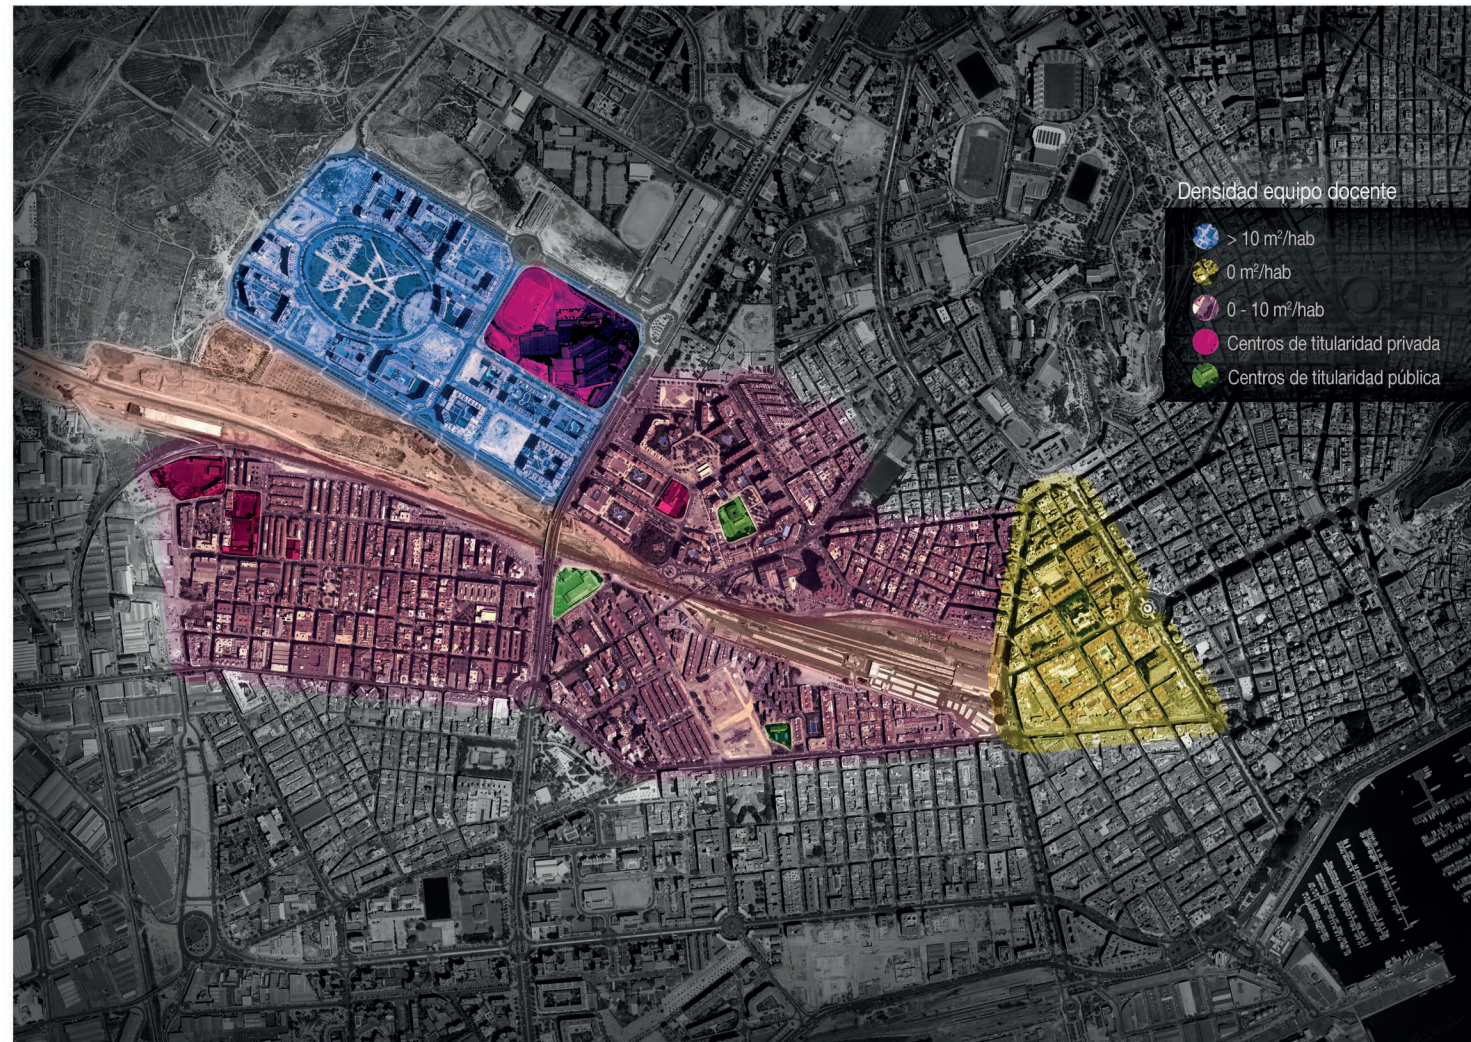 Densidad equipo docente
> 10 m²/hab
0 m²/hab
0 - 10 m²/hab
Centros de titularidad privada
Centros de titularidad pública